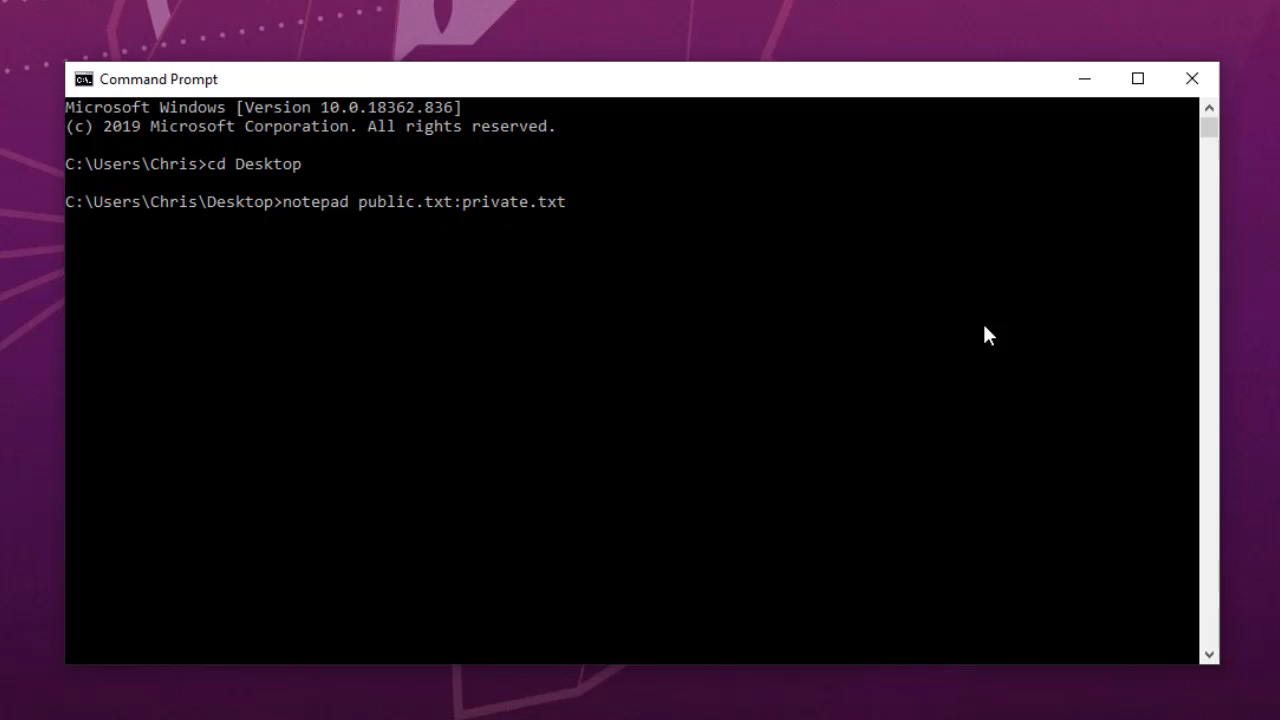 Command Prompt
Microsoft Windows [Version 10.0.18362.836]
(c) 2019 Microsoft Corporation. All rights reserved.
C:\Users\Chris>cd Desktop
C:\Users\Chris\Desktop>notepad public.txt:private.txt